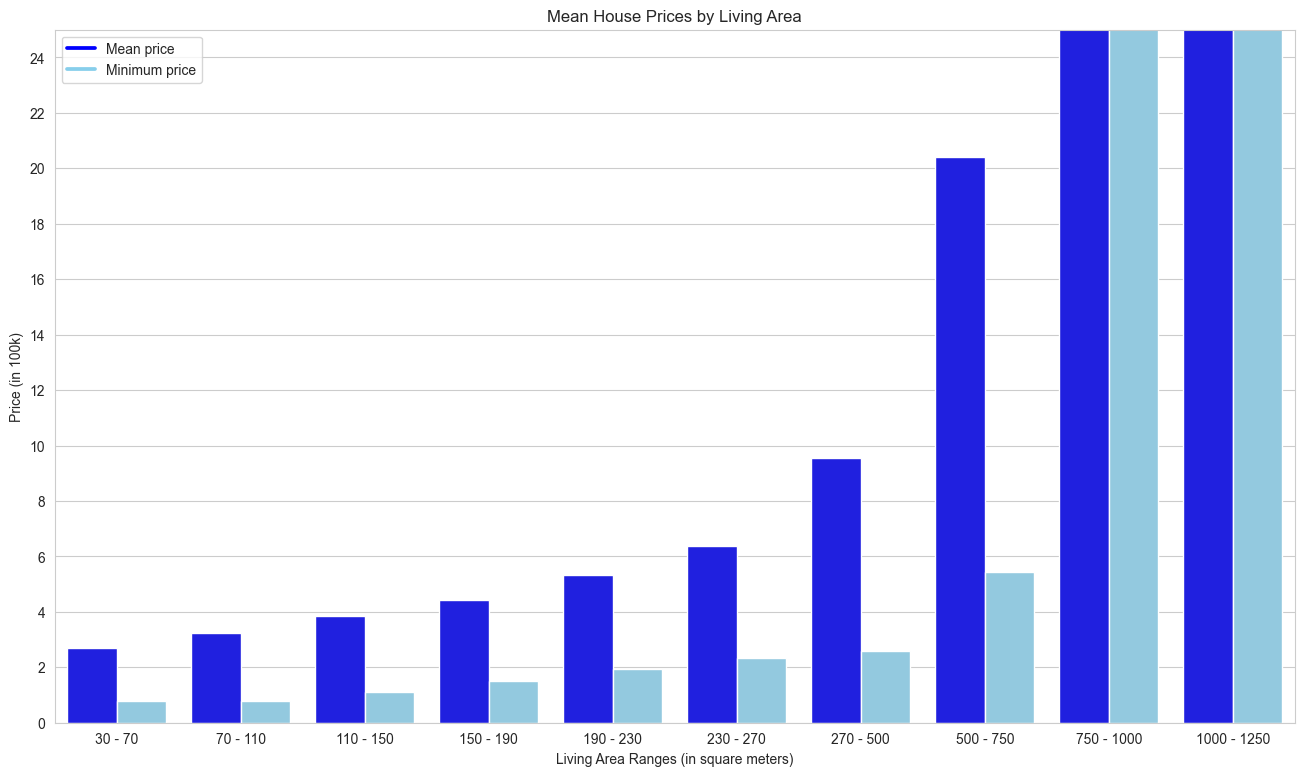 Mean House Prices by Living Area
Mean price
Minimum price
Price (in 100k)
24
22
20
18
16
14
12
10
8
6
4
2
0
30 - 70
70 - 110
110 - 150
150 - 190
190 - 230
230 - 270
270 - 500
500 - 750
750 - 1000
1000 - 1250
Living Area Ranges (in square meters)